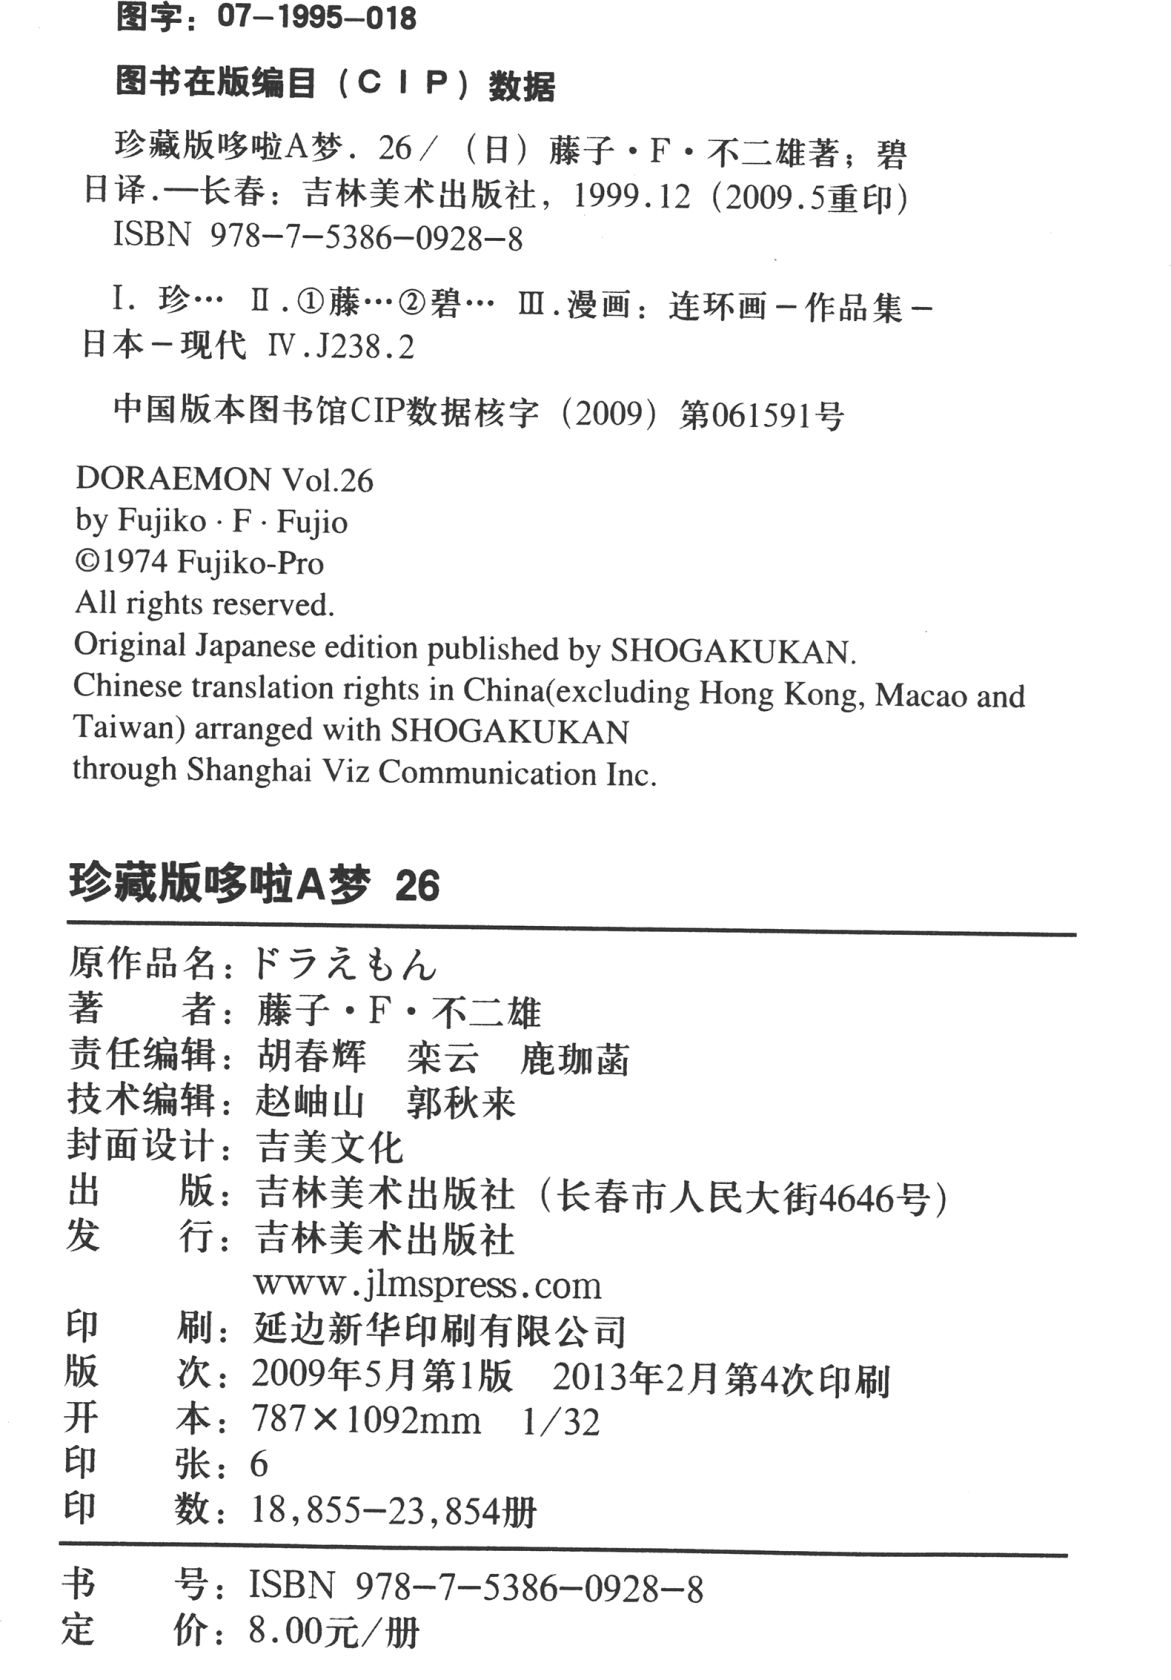 图字：07-1995-018
图书在版编目（CIP）数据
珍藏版哆啦A梦．26/（日）藤子·F·不二雄著；碧
日译.—长春：吉林美术出版社，1999.12（2009.5重印）
ISBN 978-7-5386-0928-8
Ⅰ．珍… Ⅱ.①藤…②碧… Ⅲ.漫画：连环画－作品集－
日本－现代 Ⅳ.J238.2
中国版本图书馆CIP数据核字（2009）第061591号
DORAEMON Vol.26
by Fujiko · F · Fujio
©1974 Fujiko-Pro
All rights reserved.
Original Japanese edition published by SHOGAKUKAN.
Chinese translation rights in China(excluding Hong Kong, Macao and
Taiwan) arranged with SHOGAKUKAN
through Shanghai Viz Communication Inc.
珍藏版哆啦A梦 26
原作品名：ドラえもん
著　　者：藤子·F·不二雄
责任编辑：胡春辉　栾云　鹿珈菡
技术编辑：赵岫山　郭秋来
封面设计：吉美文化
出　　版：吉林美术出版社（长春市人民大街4646号）
发　　行：吉林美术出版社
www.jlmspress.com
印　　刷：延边新华印刷有限公司
版　　次：2009年5月第1版　2013年2月第4次印刷
开　　本：787×1092mm　1/32
印　　张：6
印　　数：18,855-23,854册
书　　号：ISBN 978-7-5386-0928-8
定　　价：8.00元/册